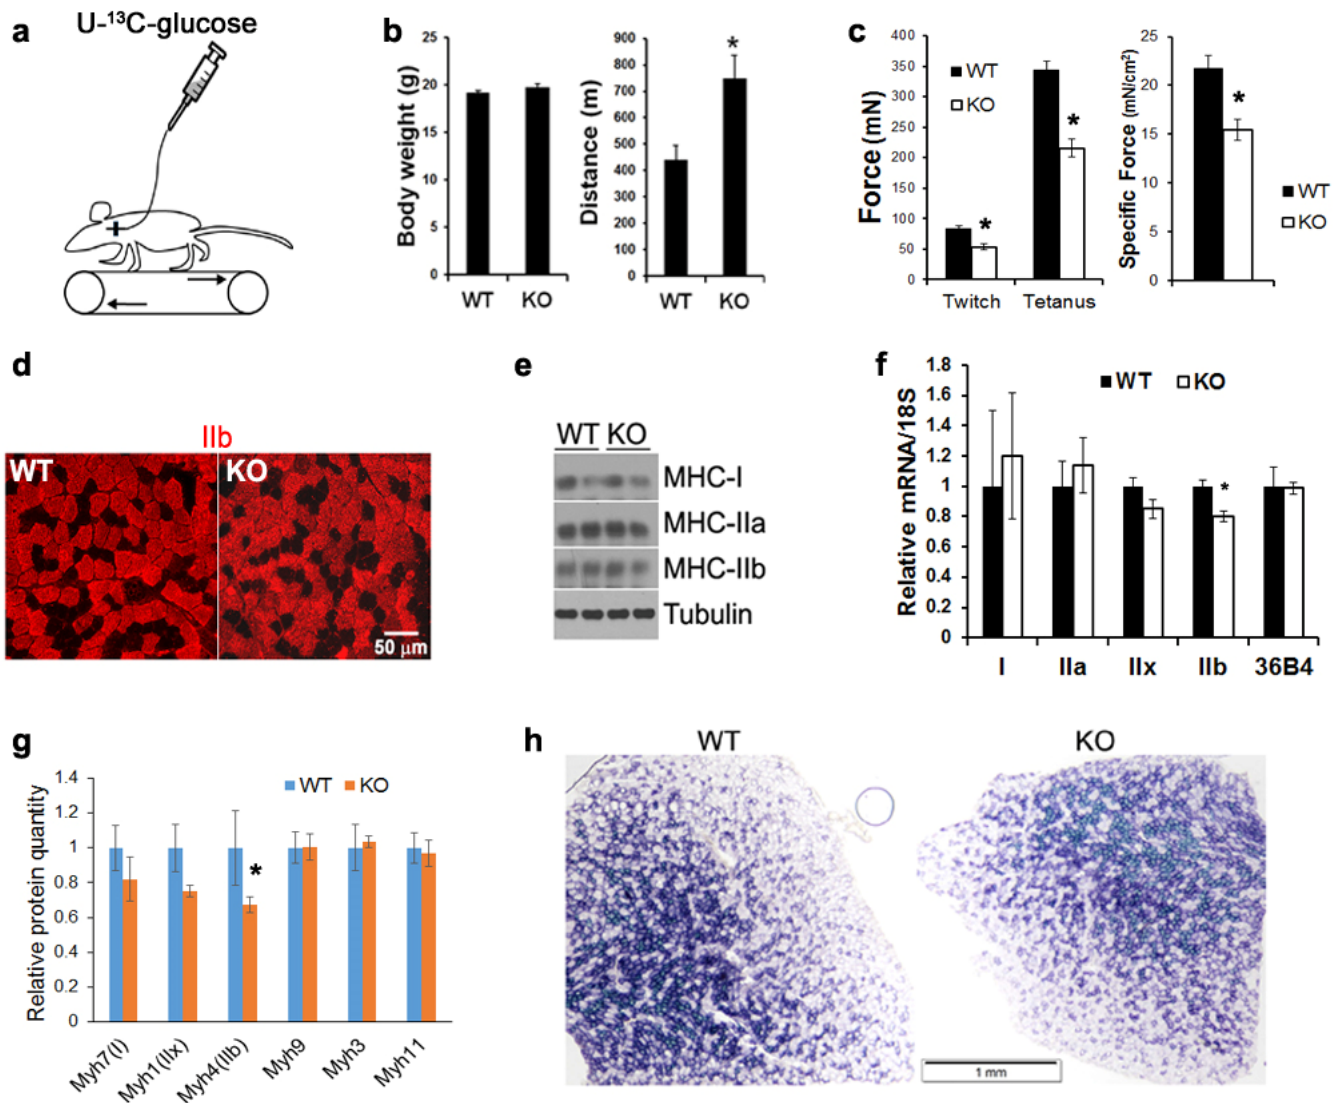 a
U-¹³C-glucose
b
Body weight (g)
25
20
15
10
5
0
WT KO
Distance (m)
900
800
700
600
500
400
300
200
100
000
*
WT KO
c
Force (mN)
400
350
300
250
200
150
100
50
0
WT
KO
*
*
Twitch Tetanus
Specific Force (mN/cm²)
25
20
15
10
5
0
*
WT
KO
d
IIb
WT KO
50 µm
e
WT KO
MHC-I
MHC-IIa
MHC-IIb
Tubulin
f
Relative mRNA/18S
1.8
1.6
1.4
1.2
1
0.8
0.6
0.4
0.2
0
WT KO
*
I IIa IIx IIb 36B4
g
Relative protein quantity
1.4
1.2
1
0.8
0.6
0.4
0.2
0
WT KO
*
Myh7(I) Myh1(IIx) Myh4(IIb) Myh9 Myh3 Myh11
h
WT KO
1 mm